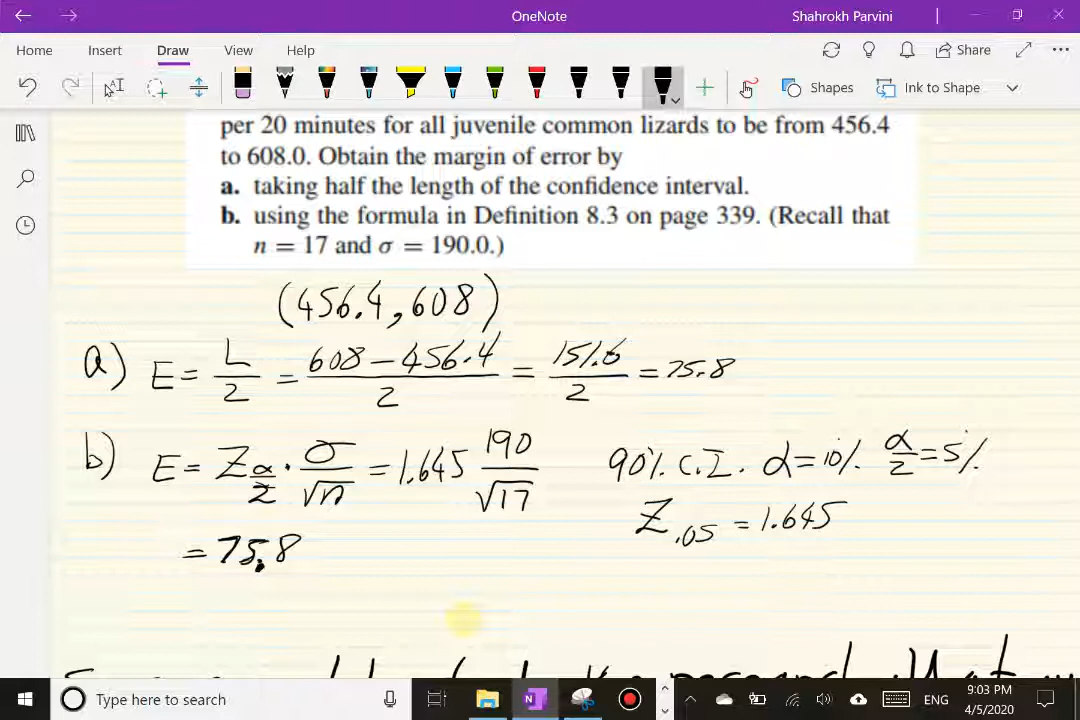 OneNote
Shahrokh Parvini
Home Insert Draw View Help
Share
Shapes Ink to Shape
per 20 minutes for all juvenile common lizards to be from 456.4
to 608.0. Obtain the margin of error by
a. taking half the length of the confidence interval.
b. using the formula in Definition 8.3 on page 339. (Recall that
n = 17 and σ = 190.0.)
(456.4, 608)
a) E = L/2 = (608 − 456.4)/2 = 151.6/2 = 75.8
b) E = Z α/2 · σ/√n = 1.645 190/√17
90% C.I. α = 10% α/2 = 5%
Z .05 = 1.645
= 75.8
Type here to search
ENG
9:03 PM
4/5/2020